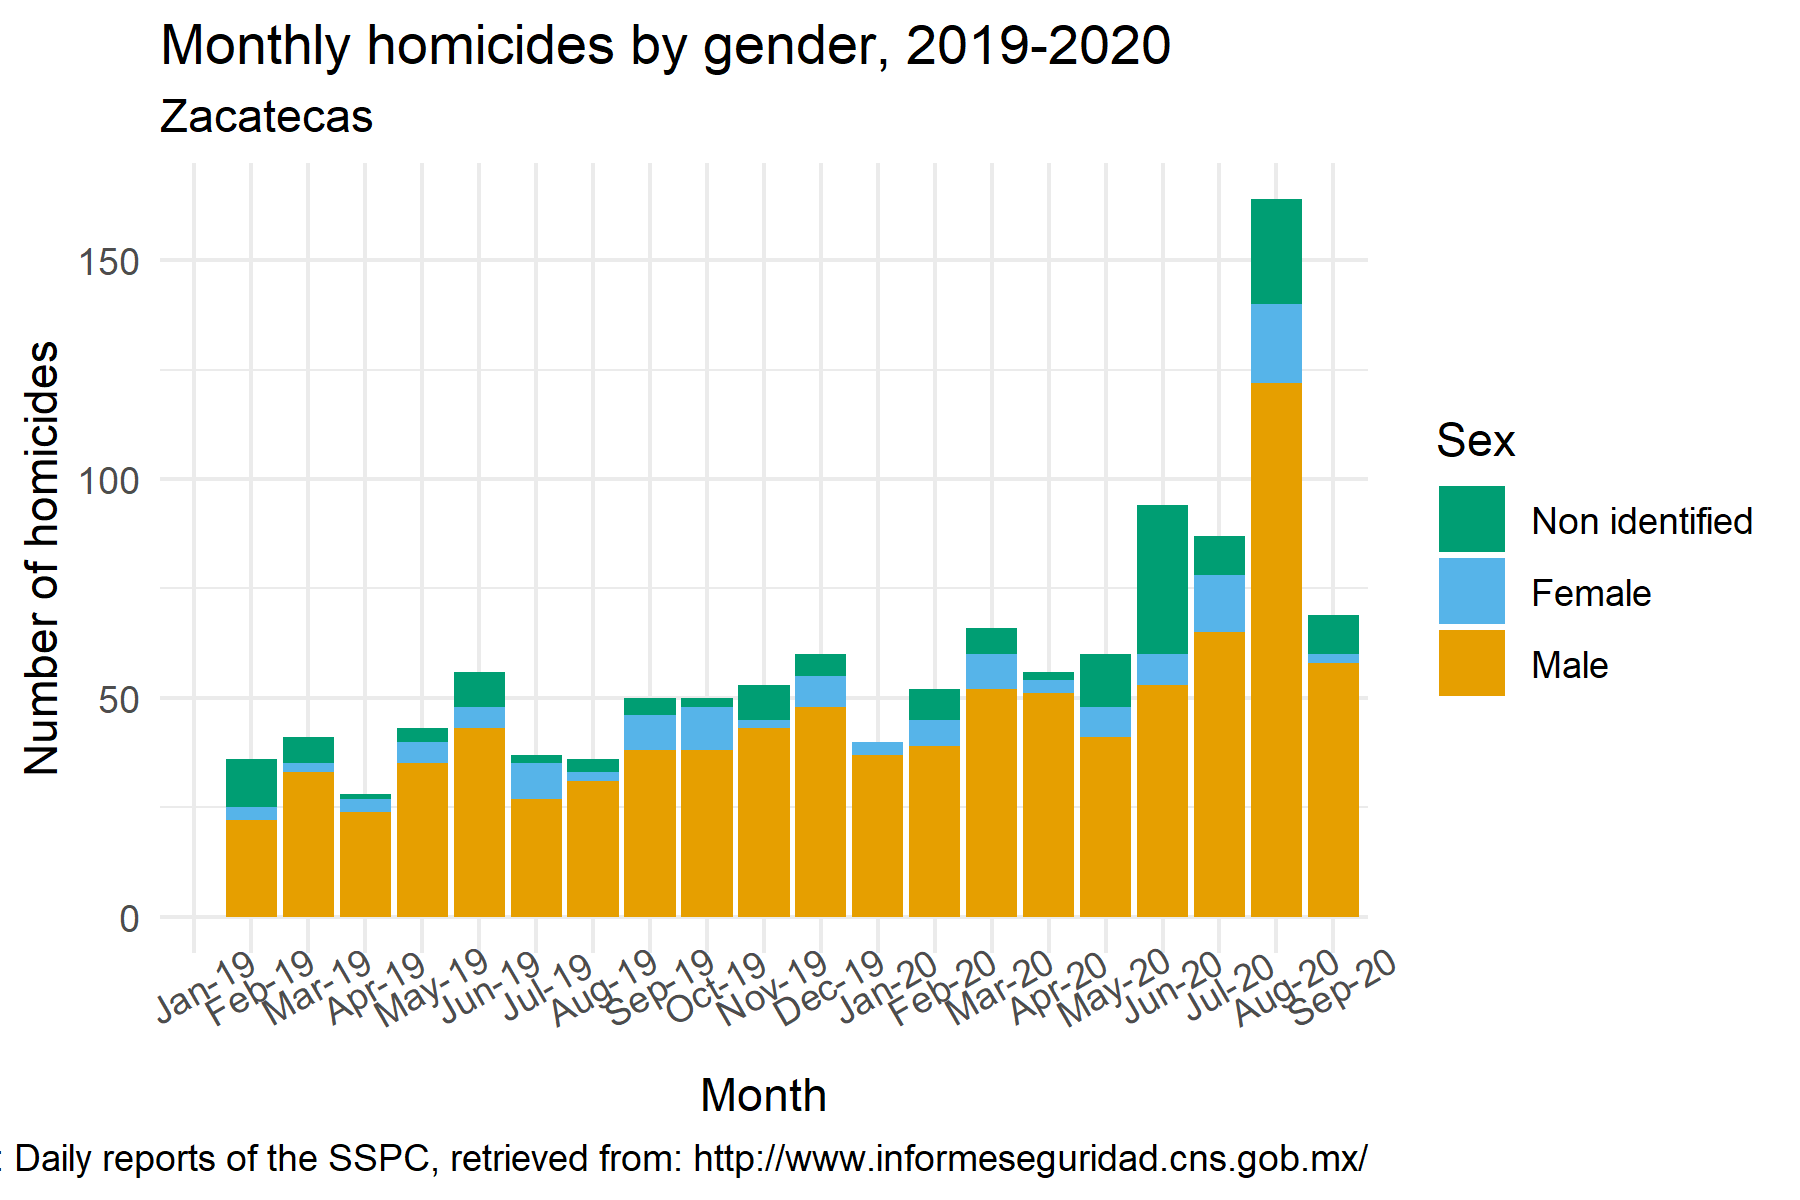 Monthly homicides by gender, 2019-2020
Zacatecas
Number of homicides
150
100
50
0
Jan-19
Feb-19
Mar-19
Apr-19
May-19
Jun-19
Jul-19
Aug-19
Sep-19
Oct-19
Nov-19
Dec-19
Jan-20
Feb-20
Mar-20
Apr-20
May-20
Jun-20
Jul-20
Aug-20
Sep-20
Month
Sex
Non identified
Female
Male
: Daily reports of the SSPC, retrieved from: http://www.informeseguridad.cns.gob.mx/